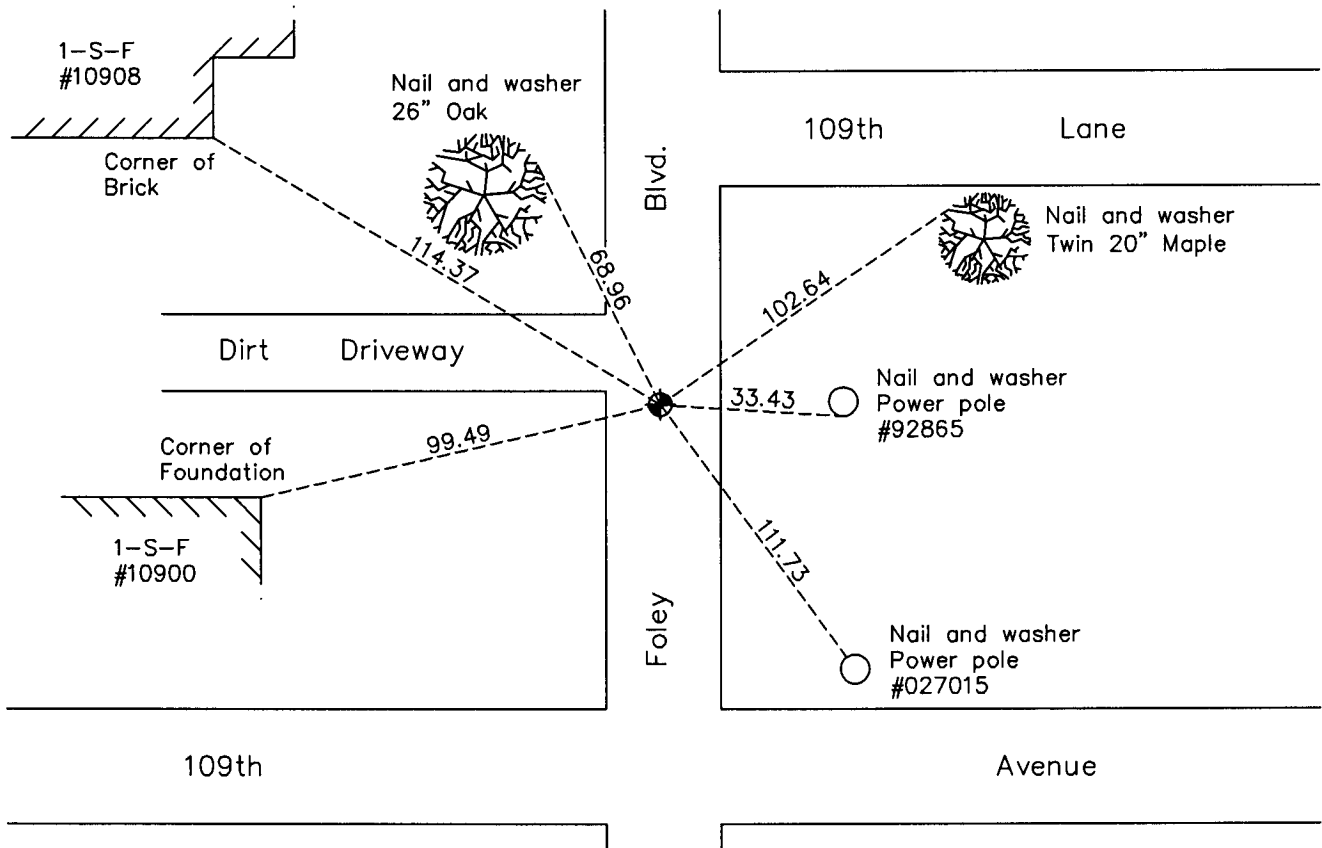 1-S-F
#10908
Corner of
Brick
Nail and washer
26" Oak
109th Lane
Blvd.
Nail and washer
Twin 20" Maple
114.37
68.96
102.64
Dirt Driveway
33.43
Nail and washer
Power pole
#92865
99.49
Corner of
Foundation
1-S-F
#10900
111.73
Foley
Nail and washer
Power pole
#027015
109th Avenue